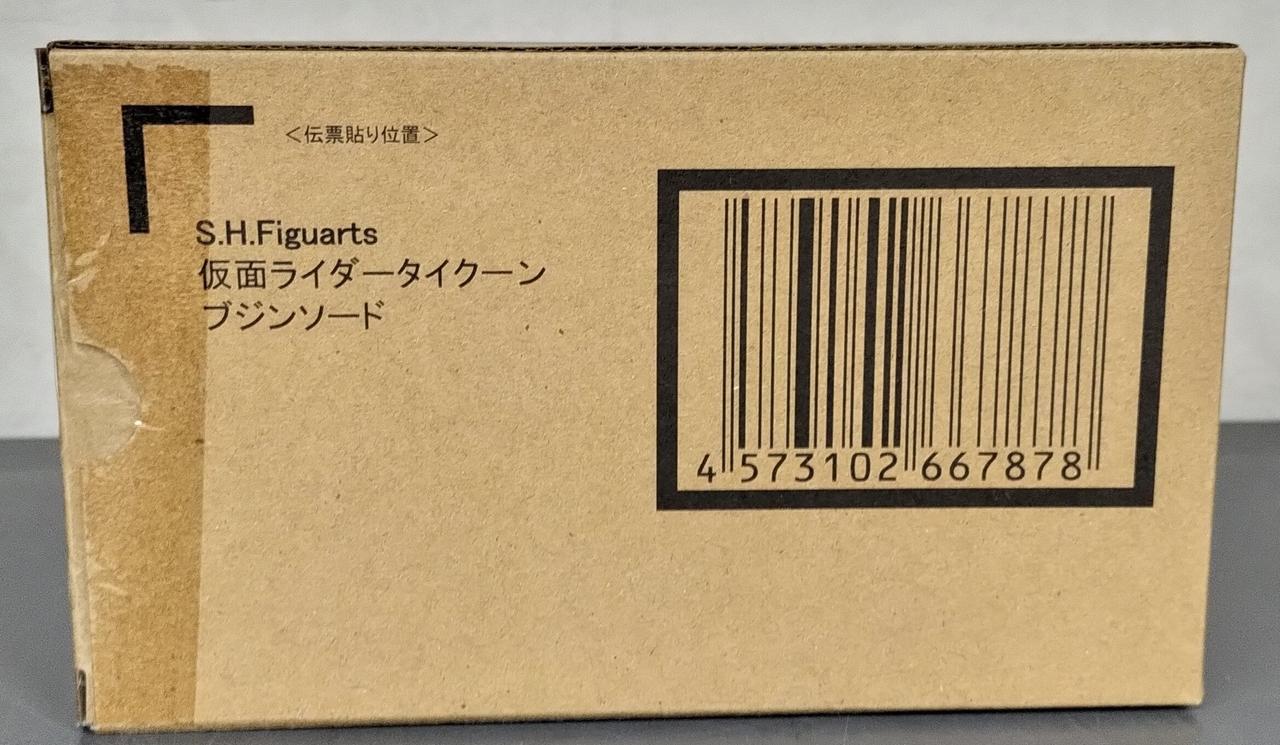 <伝票貼り位置>
S.H.Figuarts
仮面ライダータイクーン
ブジンソード
4 573102 667878